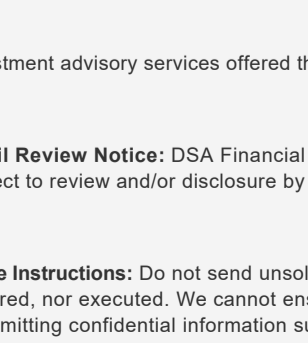 stment advisory services offered th
il Review Notice: DSA Financial
ect to review and/or disclosure by
e Instructions: Do not send unsol
red, nor executed. We cannot ens
mitting confidential information su